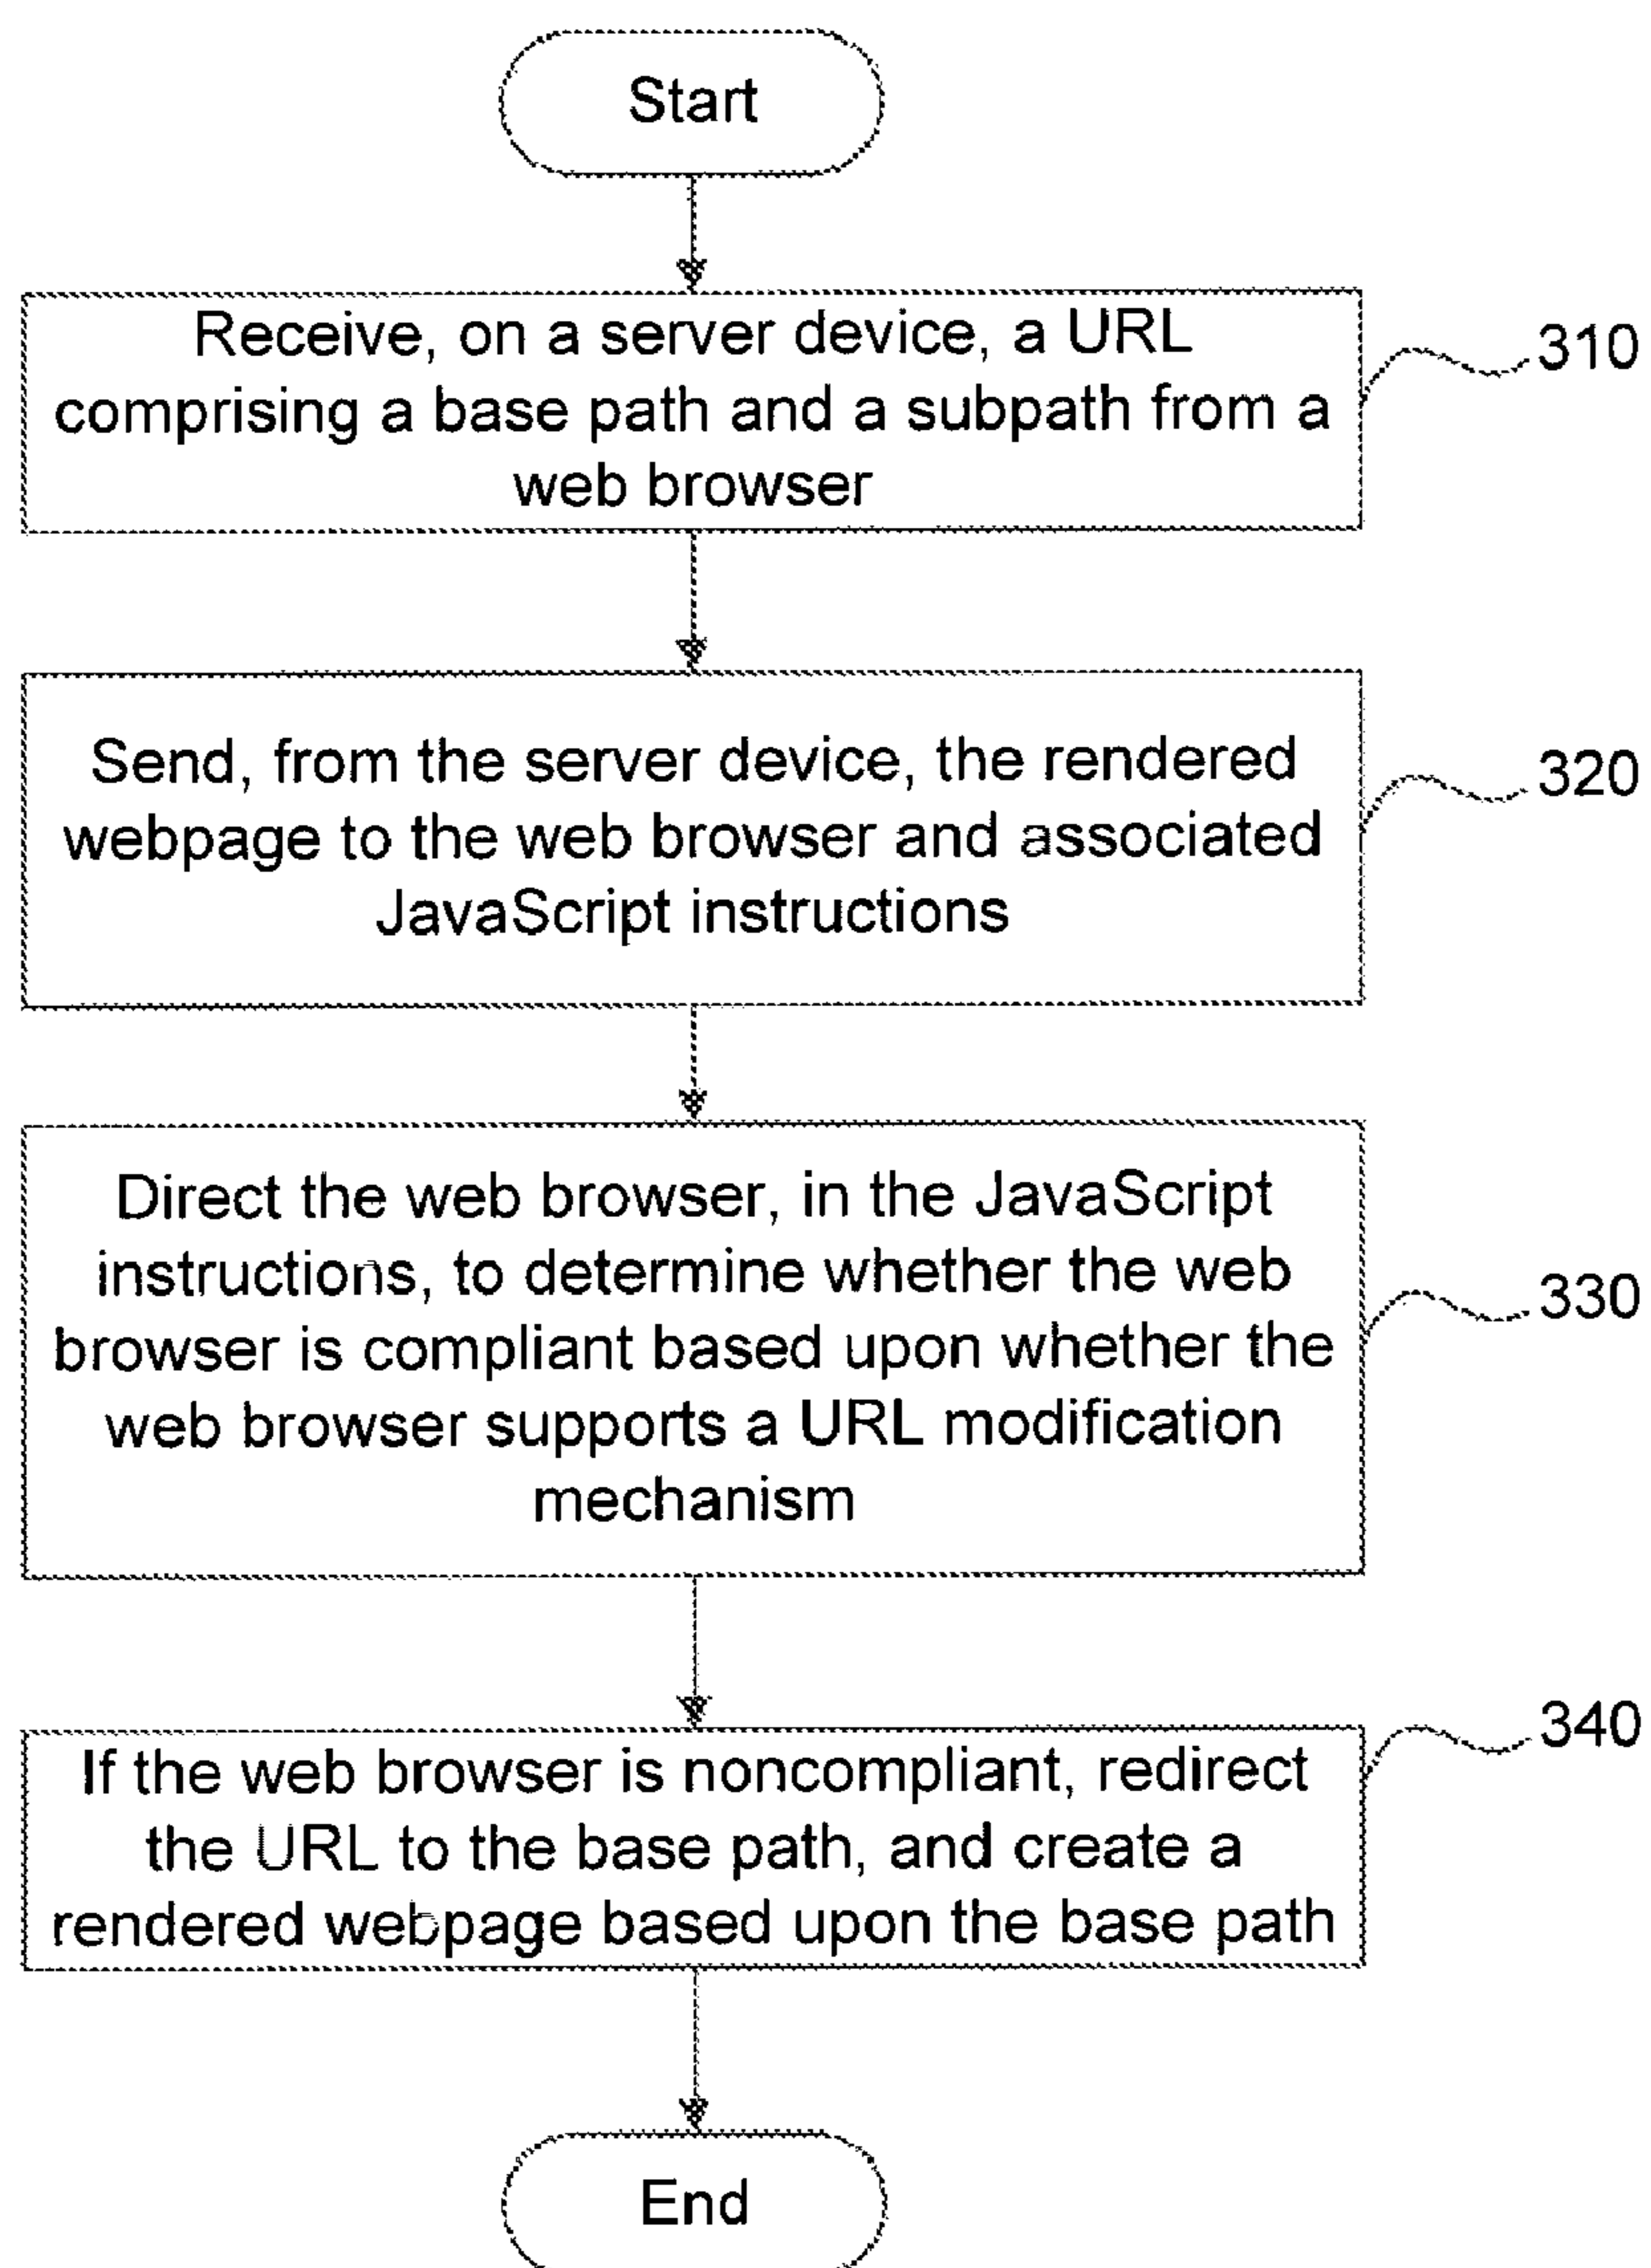 Start
Receive, on a server device, a URL
comprising a base path and a subpath from a
web browser
310
Send, from the server device, the rendered
webpage to the web browser and associated
JavaScript instructions
320
Direct the web browser, in the JavaScript
instructions, to determine whether the web
browser is compliant based upon whether the
web browser supports a URL modification
mechanism
330
If the web browser is noncompliant, redirect
the URL to the base path, and create a
rendered webpage based upon the base path
340
End